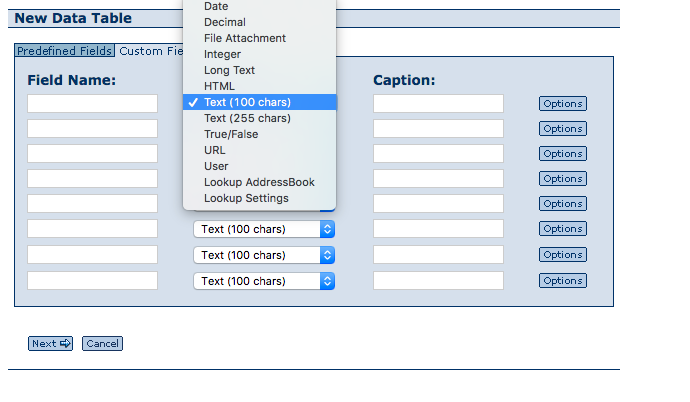 New Data Table
Predefined Fields Custom Fie
Field Name:
Caption:
Date
Decimal
File Attachment
Integer
Long Text
HTML
✓ Text (100 chars)
Text (255 chars)
True/False
URL
User
Lookup AddressBook
Lookup Settings
Options
Options
Options
Options
Options
Text (100 chars) Options
Text (100 chars) Options
Text (100 chars) Options
Next Cancel